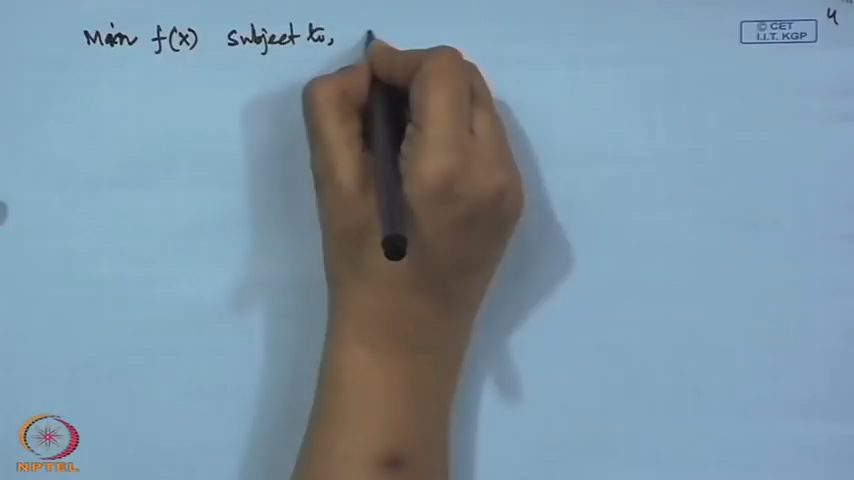 Min f(x) subject to,
4
© CET
I.I.T. KGP
NPTEL